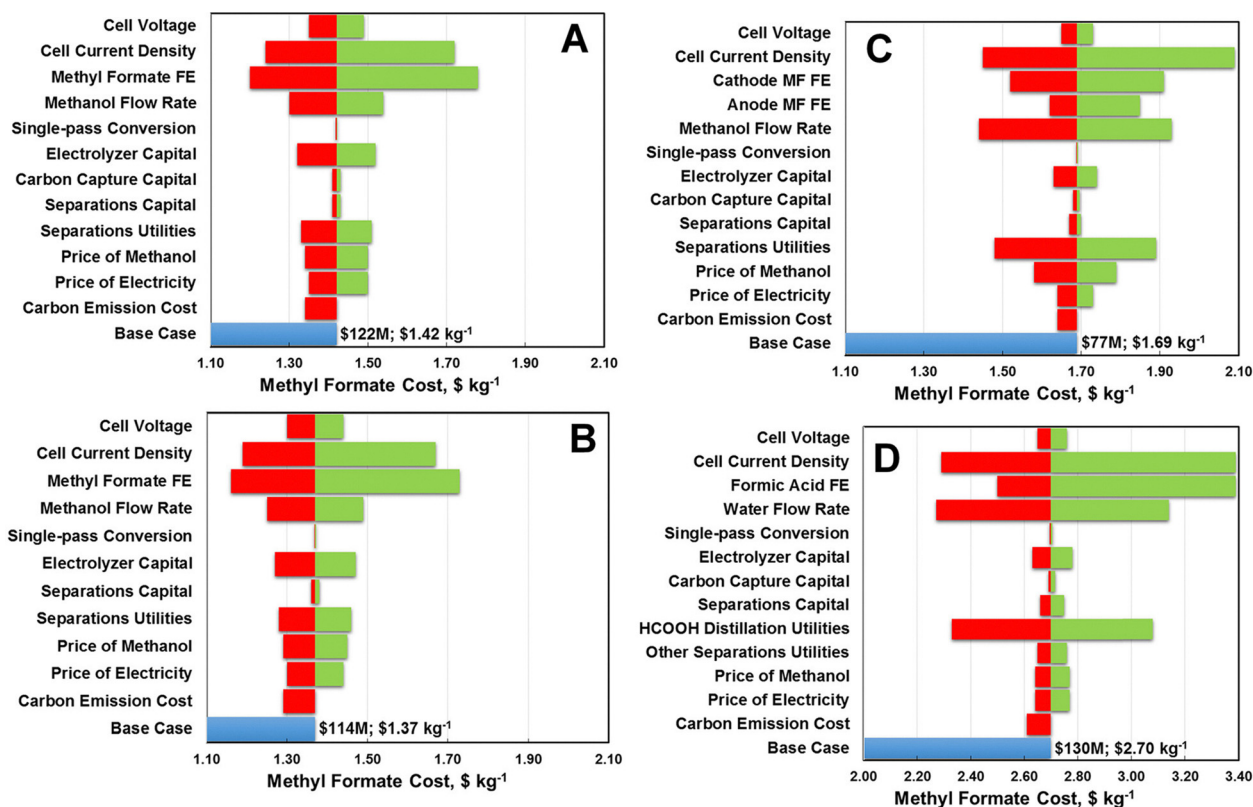 A
Cell Voltage
Cell Current Density
Methyl Formate FE
Methanol Flow Rate
Single-pass Conversion
Electrolyzer Capital
Carbon Capture Capital
Separations Capital
Separations Utilities
Price of Methanol
Price of Electricity
Carbon Emission Cost
Base Case
$122M; $1.42 kg-1
1.10 1.30 1.50 1.70 1.90 2.10
Methyl Formate Cost, $ kg-1
B
Cell Voltage
Cell Current Density
Methyl Formate FE
Methanol Flow Rate
Single-pass Conversion
Electrolyzer Capital
Separations Capital
Separations Utilities
Price of Methanol
Price of Electricity
Carbon Emission Cost
Base Case
$114M; $1.37 kg-1
1.10 1.30 1.50 1.70 1.90 2.10
Methyl Formate Cost, $ kg-1
C
Cell Voltage
Cell Current Density
Cathode MF FE
Anode MF FE
Methanol Flow Rate
Single-pass Conversion
Electrolyzer Capital
Carbon Capture Capital
Separations Capital
Separations Utilities
Price of Methanol
Price of Electricity
Carbon Emission Cost
Base Case
$77M; $1.69 kg-1
1.10 1.30 1.50 1.70 1.90 2.10
Methyl Formate Cost, $ kg-1
D
Cell Voltage
Cell Current Density
Formic Acid FE
Water Flow Rate
Single-pass Conversion
Electrolyzer Capital
Carbon Capture Capital
Separations Capital
HCOOH Distillation Utilities
Other Separations Utilities
Price of Methanol
Price of Electricity
Carbon Emission Cost
Base Case
$130M; $2.70 kg-1
2.00 2.20 2.40 2.60 2.80 3.00 3.20 3.40
Methyl Formate Cost, $ kg-1